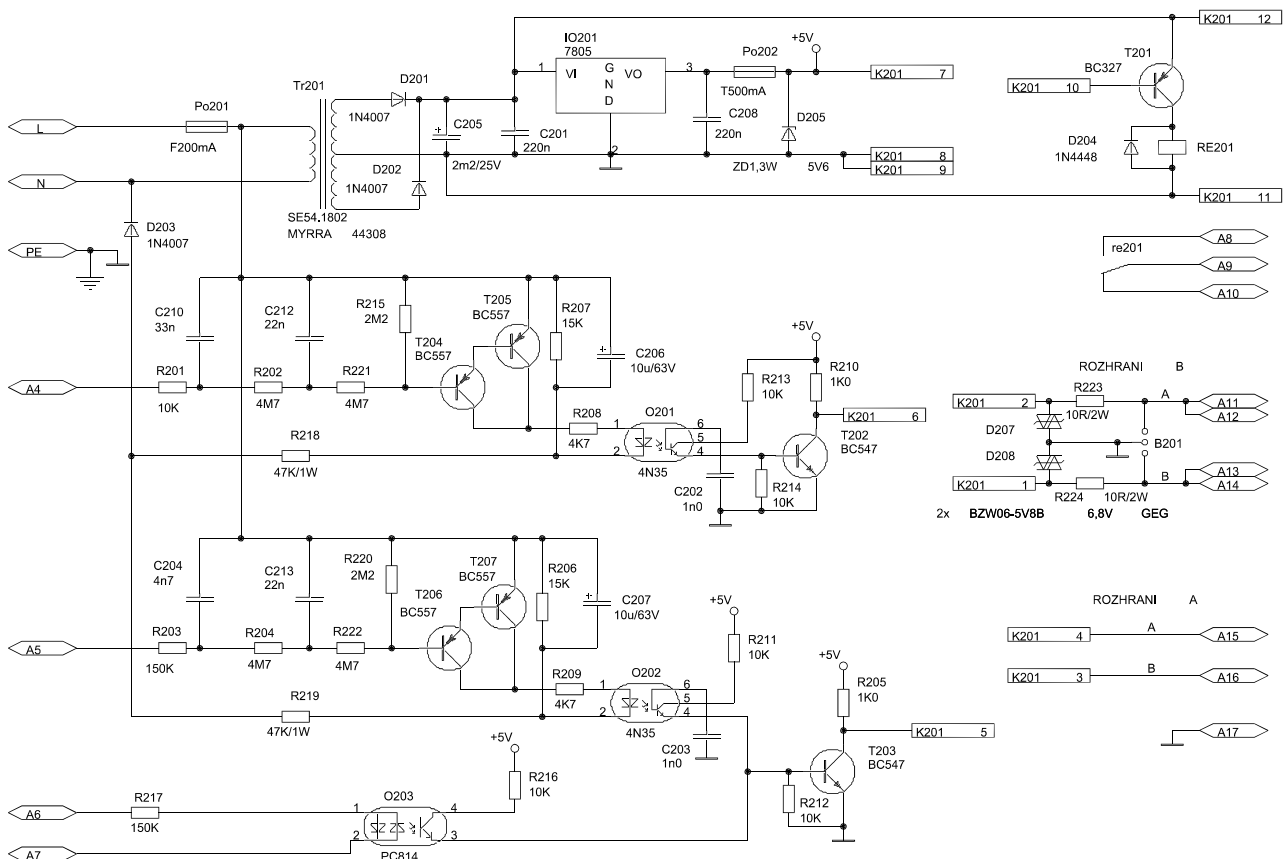 K201 12
IO201
7805
+5V
Po202
T201
BC327
1 VI G N D VO 3
K201 7
K201 10
Tr201
D201
T500mA
Po201
1N4007
C205
C201
220n
C208
220n
D205
D204
1N4448
RE201
L
F200mA
D202
2m2/25V
2
ZD1,3W 5V6
K201 8
K201 9
N
1N4007
K201 11
D203
1N4007
SE54.1802
MYRRA 44308
A8
re201
PE
A9
A10
C210
33n
C212
22n
R215
2M2
T205
BC557
R207
15K
T204
BC557
C206
10u/63V
+5V
R210
1K0
R213
10K
ROZHRANI B
R201
R202
R221
A4
10K
4M7
4M7
R223
K201 2
A
A11
10R/2W
A12
R208
4K7
O201
1
2
6
5
4
4N35
K201 6
T202
BC547
D207
B201
D208
R218
47K/1W
C202
1n0
R214
10K
A13
K201 1
B
A14
R224
10R/2W
2x BZW06-5V8B 6,8V GEG
C204
4n7
C213
22n
R220
2M2
T207
BC557
R206
15K
T206
BC557
C207
10u/63V
+5V
R211
10K
ROZHRANI A
R203
R204
R222
A5
150K
4M7
4M7
K201 4
A
A15
K201 3
B
A16
+5V
R205
1K0
R209
4K7
O202
1
2
6
5
4
4N35
R219
47K/1W
K201 5
A17
C203
1n0
T203
BC547
+5V
R216
10K
R217
O203
A6
150K
1
2
4
3
R212
10K
A7
PC814